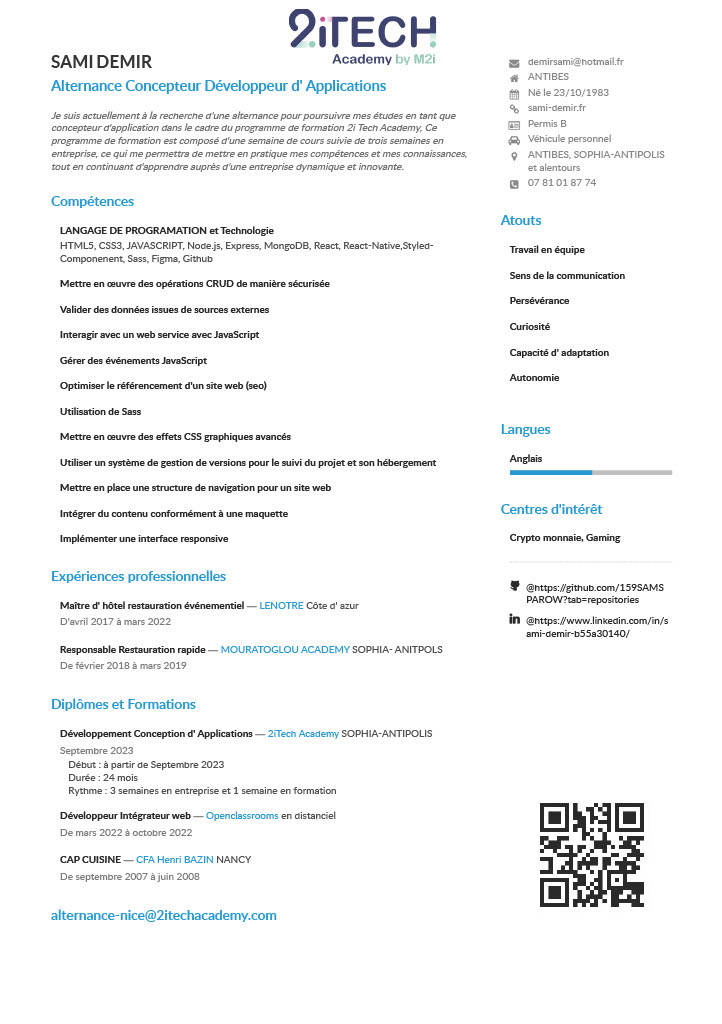 2iTECH
Academy by M2i
SAMI DEMIR
Alternance Concepteur Développeur d' Applications
Je suis actuellement à la recherche d'une alternance pour poursuivre mes études en tant que
concepteur d'application dans le cadre du programme de formation 2i Tech Academy, Ce
programme de formation est composé d'une semaine de cours suivie de trois semaines en
entreprise, ce qui me permettra de mettre en pratique mes compétences et mes connaissances,
tout en continuant d'apprendre auprès d'une entreprise dynamique et innovante.
Compétences
LANGAGE DE PROGRAMATION et Technologie
HTML5, CSS3, JAVASCRIPT, Node.js, Express, MongoDB, React, React-Native,Styled-
Componenent, Sass, Figma, Github
Mettre en œuvre des opérations CRUD de manière sécurisée
Valider des données issues de sources externes
Interagir avec un web service avec JavaScript
Gérer des événements JavaScript
Optimiser le référencement d'un site web (seo)
Utilisation de Sass
Mettre en œuvre des effets CSS graphiques avancés
Utiliser un système de gestion de versions pour le suivi du projet et son hébergement
Mettre en place une structure de navigation pour un site web
Intégrer du contenu conformément à une maquette
Implémenter une interface responsive
Expériences professionnelles
Maître d' hôtel restauration événementiel — LENOTRE Côte d' azur
D'avril 2017 à mars 2022
Responsable Restauration rapide — MOURATOGLOU ACADEMY SOPHIA- ANITPOLS
De février 2018 à mars 2019
Diplômes et Formations
Développement Conception d' Applications — 2iTech Academy SOPHIA-ANTIPOLIS
Septembre 2023
Début : à partir de Septembre 2023
Durée : 24 mois
Rythme : 3 semaines en entreprise et 1 semaine en formation
Développeur Intégrateur web — Openclassrooms en distanciel
De mars 2022 à octobre 2022
CAP CUISINE — CFA Henri BAZIN NANCY
De septembre 2007 à juin 2008
alternance-nice@2itechacademy.com
demirsami@hotmail.fr
ANTIBES
Né le 23/10/1983
sami-demir.fr
Permis B
Véhicule personnel
ANTIBES, SOPHIA-ANTIPOLIS
et alentours
07 81 01 87 74
Atouts
Travail en équipe
Sens de la communication
Persévérance
Curiosité
Capacité d' adaptation
Autonomie
Langues
Anglais
Centres d'intérêt
Crypto monnaie, Gaming
@https://github.com/159SAMS
PAROW?tab=repositories
@https://www.linkedin.com/in/s
ami-demir-b55a30140/